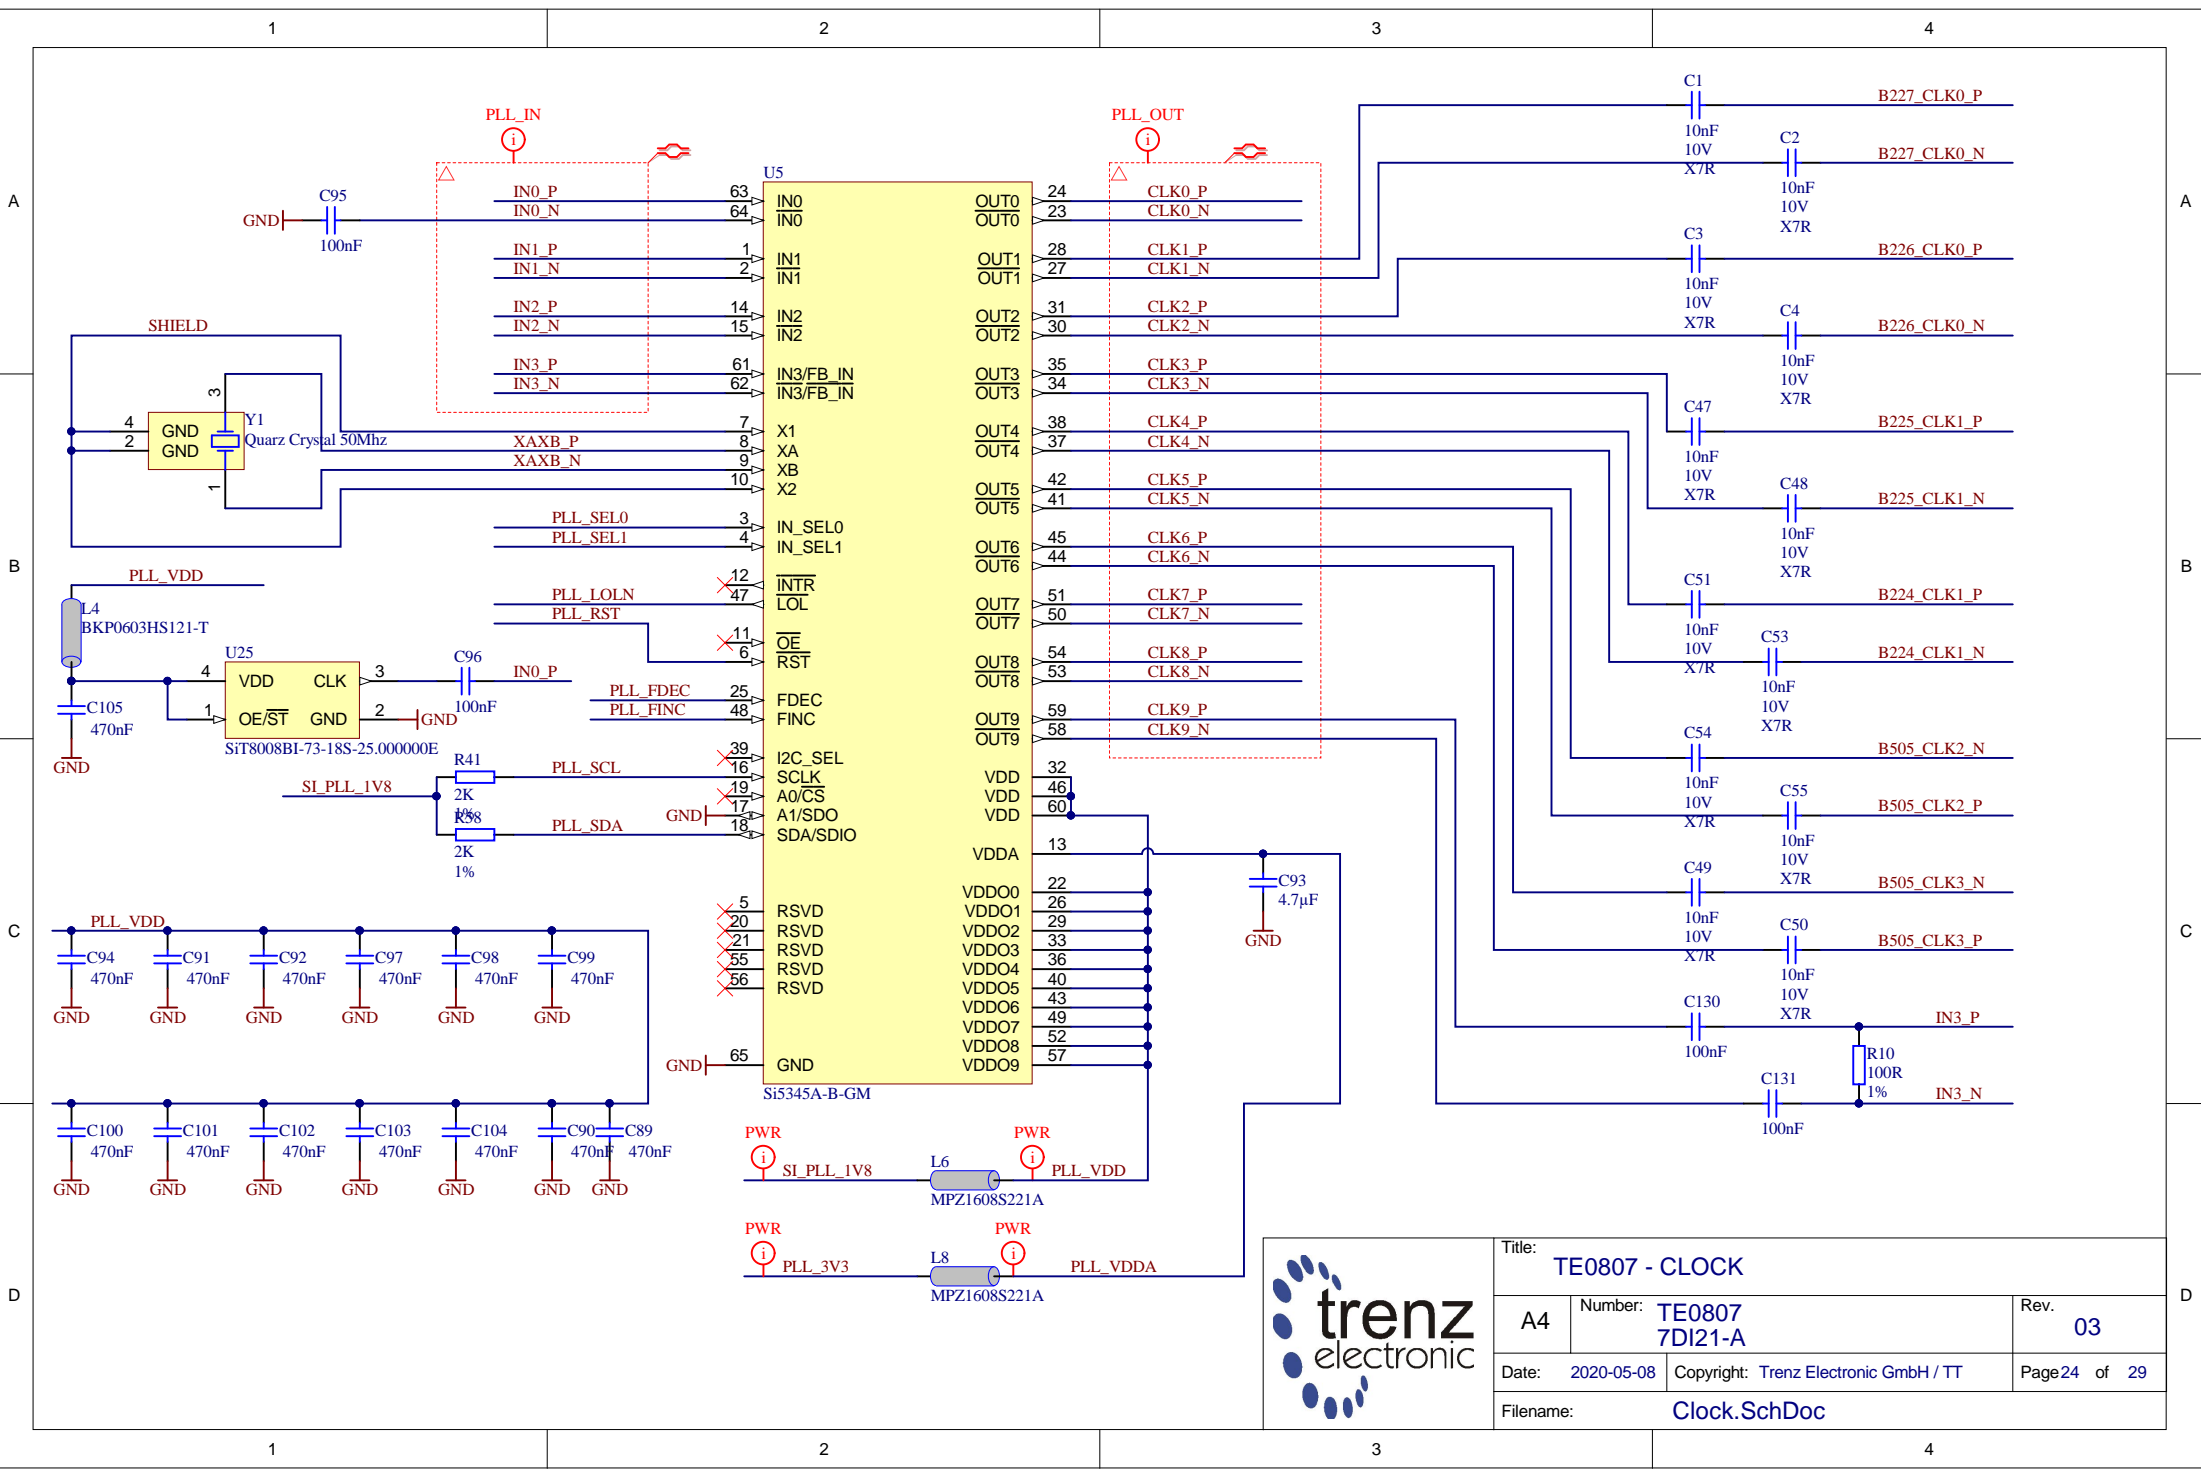 1
2
3
4
A
B
C
D
PLL_IN
C95
GND
100nF
IN0_P
IN0_N
IN1_P
IN1_N
IN2_P
IN2_N
IN3_P
IN3_N
SHIELD
4 GND
2 GND
3
1
Y1
Quarz Crystal 50Mhz
XAXB_P
XAXB_N
PLL_SEL0
PLL_SEL1
PLL_LOLN
PLL_RST
PLL_FDEC
PLL_FINC
PLL_VDD
L4
BKP0603HS121-T
U25
4 VDD CLK 3
1 OE/ST GND 2
GND
SiT8008BI-73-18S-25.000000E
C96
100nF
IN0_P
C105
470nF
GND
SI_PLL_1V8
R41
2K
1%
R58
2K
1%
PLL_SCL
PLL_SDA
GND
U5
63 IN0
64 IN0
1 IN1
2 IN1
14 IN2
15 IN2
61 IN3/FB_IN
62 IN3/FB_IN
7 X1
8 XA
9 XB
10 X2
3 IN_SEL0
4 IN_SEL1
12 INTR
47 LOL
11 OE
6 RST
25 FDEC
48 FINC
39 I2C_SEL
16 SCLK
19 A0/CS
17 A1/SDO
18 SDA/SDIO
5 RSVD
20 RSVD
21 RSVD
55 RSVD
56 RSVD
GND 65 GND
Si5345A-B-GM
OUT0 24
OUT0 23
OUT1 28
OUT1 27
OUT2 31
OUT2 30
OUT3 35
OUT3 34
OUT4 38
OUT4 37
OUT5 42
OUT5 41
OUT6 45
OUT6 44
OUT7 51
OUT7 50
OUT8 54
OUT8 53
OUT9 59
OUT9 58
VDD 32
VDD 46
VDD 60
VDDA 13
VDDO0 22
VDDO1 26
VDDO2 29
VDDO3 33
VDDO4 36
VDDO5 40
VDDO6 43
VDDO7 49
VDDO8 52
VDDO9 57
PLL_OUT
CLK0_P
CLK0_N
CLK1_P
CLK1_N
CLK2_P
CLK2_N
CLK3_P
CLK3_N
CLK4_P
CLK4_N
CLK5_P
CLK5_N
CLK6_P
CLK6_N
CLK7_P
CLK7_N
CLK8_P
CLK8_N
CLK9_P
CLK9_N
C93
4.7µF
GND
C1
10nF
10V
X7R
B227_CLK0_P
C2
10nF
10V
X7R
B227_CLK0_N
C3
10nF
10V
X7R
B226_CLK0_P
C4
10nF
10V
X7R
B226_CLK0_N
C47
10nF
10V
X7R
B225_CLK1_P
C48
10nF
10V
X7R
B225_CLK1_N
C51
10nF
10V
X7R
B224_CLK1_P
C53
10nF
10V
X7R
B224_CLK1_N
C54
10nF
10V
X7R
B505_CLK2_N
C55
10nF
10V
X7R
B505_CLK2_P
C49
10nF
10V
X7R
B505_CLK3_N
C50
10nF
10V
X7R
B505_CLK3_P
C130
100nF
IN3_P
R10
100R
1%
C131
100nF
IN3_N
PLL_VDD
C94 C91 C92 C97 C98 C99
470nF 470nF 470nF 470nF 470nF 470nF
GND GND GND GND GND GND
C100 C101 C102 C103 C104 C90 C89
470nF 470nF 470nF 470nF 470nF 470nF 470nF
GND GND GND GND GND GND GND
PWR PWR
SI_PLL_1V8 L6 PLL_VDD
MPZ1608S221A
PWR PWR
PLL_3V3 L8 PLL_VDDA
MPZ1608S221A
trenz
electronic
Title:
TE0807 - CLOCK
A4
Number: TE0807
7DI21-A
Rev.
03
Date: 2020-05-08
Copyright: Trenz Electronic GmbH / TT
Page 24 of 29
Filename: Clock.SchDoc
A
B
C
D
1
2
3
4